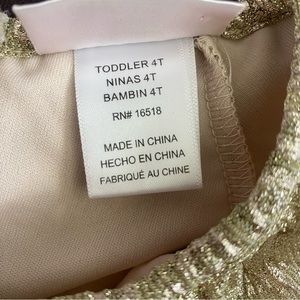 TODDLER 4T
NINAS 4T
BAMBIN 4T
RN# 16518
MADE IN CHINA
HECHO EN CHINA
FABRIQUÉ AU CHINE